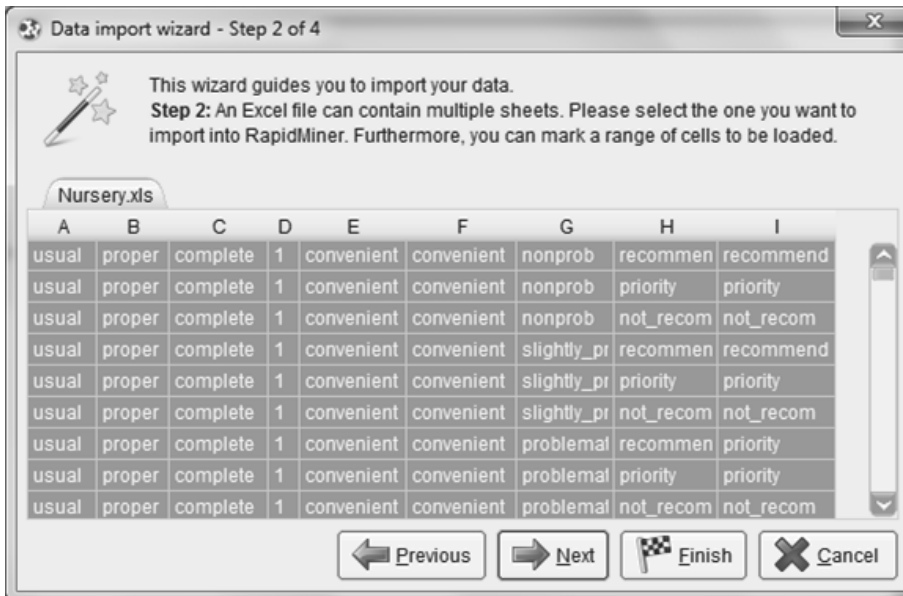 Data import wizard - Step 2 of 4
This wizard guides you to import your data.
Step 2: An Excel file can contain multiple sheets. Please select the one you want to
import into RapidMiner. Furthermore, you can mark a range of cells to be loaded.
Nursery.xls
A B C D E F G H I
usual proper complete 1 convenient convenient nonprob recommen recommend
usual proper complete 1 convenient convenient nonprob priority priority
usual proper complete 1 convenient convenient nonprob not_recom not_recom
usual proper complete 1 convenient convenient slightly_pr recommen recommend
usual proper complete 1 convenient convenient slightly_pr priority priority
usual proper complete 1 convenient convenient slightly_pr not_recom not_recom
usual proper complete 1 convenient convenient problemat recommen priority
usual proper complete 1 convenient convenient problemat priority priority
usual proper complete 1 convenient convenient problemat not_recom not_recom
Previous Next Finish Cancel